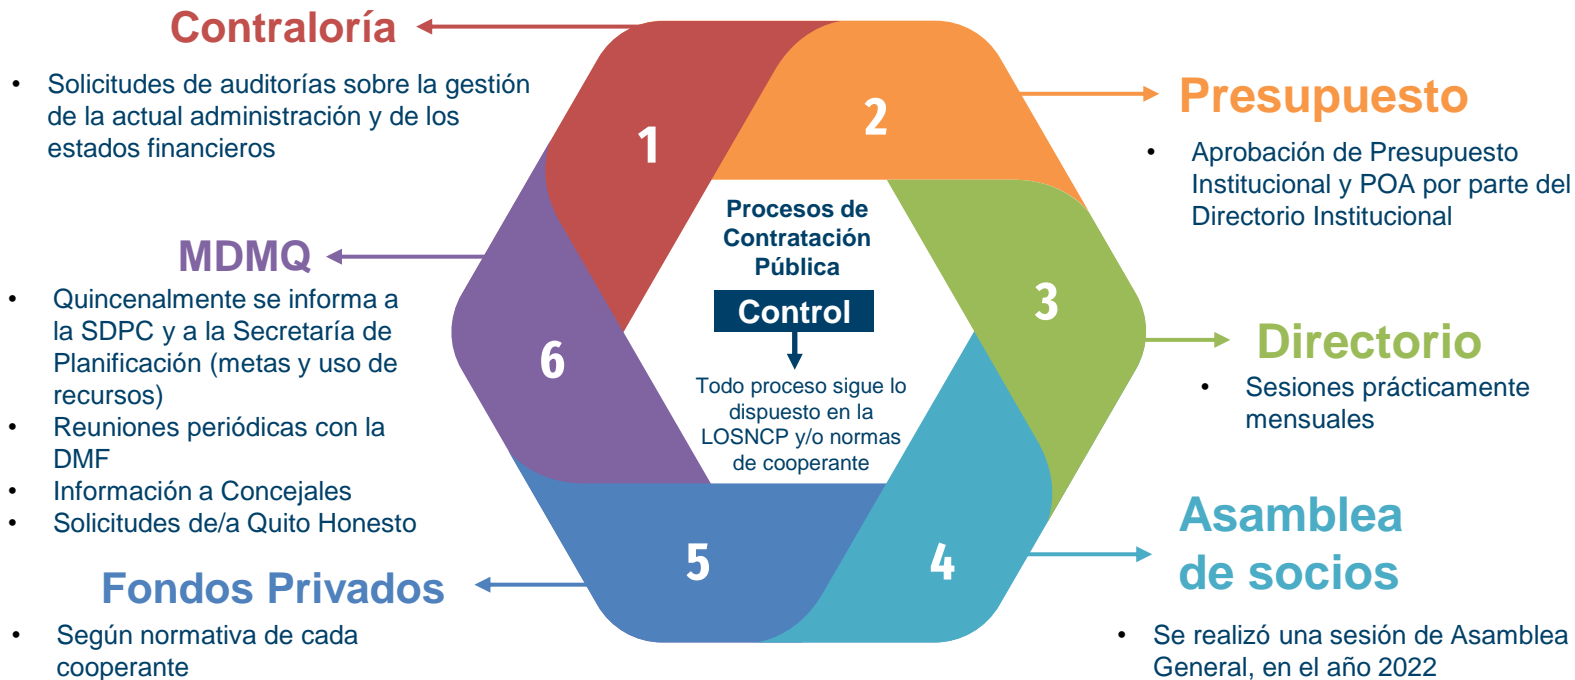 Contraloría
• Solicitudes de auditorías sobre la gestión
de la actual administración y de los
estados financieros
1
2
Presupuesto
• Aprobación de Presupuesto
Institucional y POA por parte del
Directorio Institucional
3
Directorio
• Sesiones prácticamente
mensuales
4
Asamblea
de socios
• Se realizó una sesión de Asamblea
General, en el año 2022
5
Fondos Privados
• Según normativa de cada
cooperante
6
MDMQ
• Quincenalmente se informa a
la SDPC y a la Secretaría de
Planificación (metas y uso de
recursos)
• Reuniones periódicas con la
DMF
• Información a Concejales
• Solicitudes de/a Quito Honesto
Procesos de
Contratación
Pública
Control
Todo proceso sigue lo
dispuesto en la
LOSNCP y/o normas
de cooperante